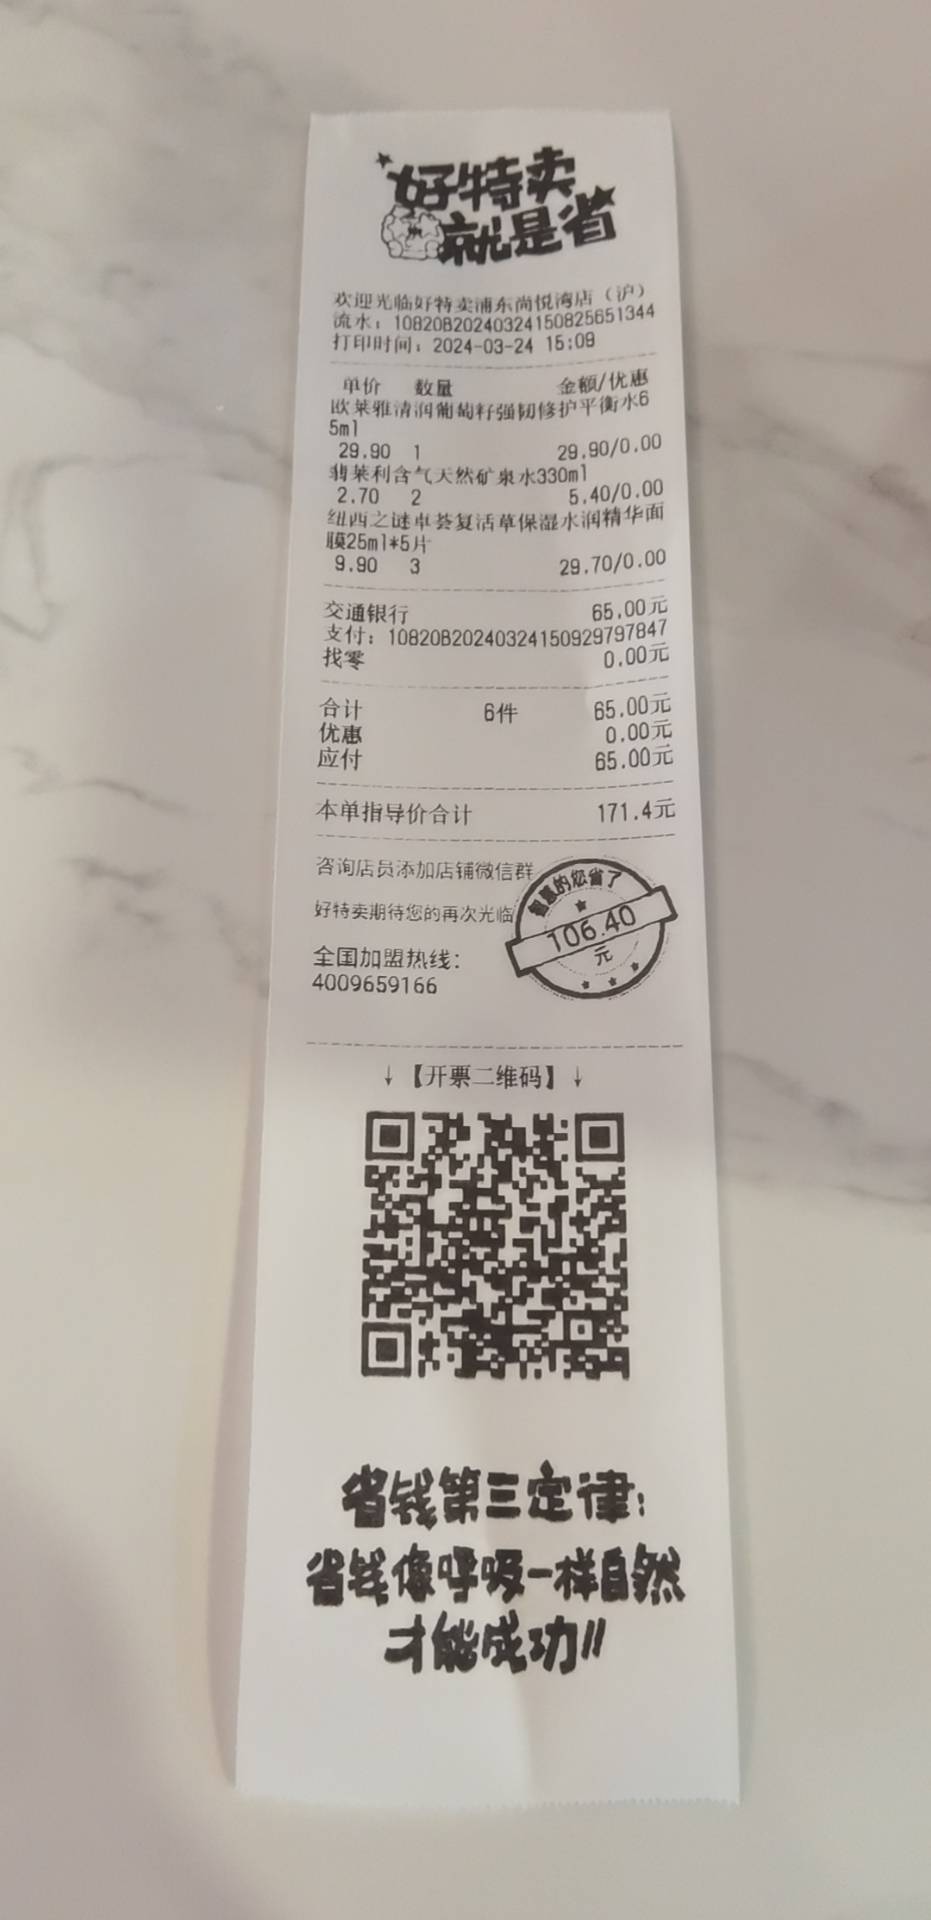 好特卖
就是省
欢迎光临好特卖浦东尚悦湾店（沪）
流水：10820B20240324150825651344
打印时间：2024-03-24 15:09
单价 数量 金额/优惠
欧莱雅清润葡萄籽强韧修护平衡水6
5ml
29.90 1 29.90/0.00
翡莱利含气天然矿泉水330ml
2.70 2 5.40/0.00
纽西之谜卓荟复活草保湿水润精华面
膜25ml*5片
9.90 3 29.70/0.00
交通银行 65.00元
支付：10820B20240324150929797847
找零 0.00元
合计 6件 65.00元
优惠 0.00元
应付 65.00元
本单指导价合计 171.4元
咨询店员添加店铺微信群
好特卖期待您的再次光临
全国加盟热线：
4009659166
智慧的您省了
106.40
元
↓【开票二维码】↓
省钱第三定律：
省钱像呼吸一样自然
才能成功!!